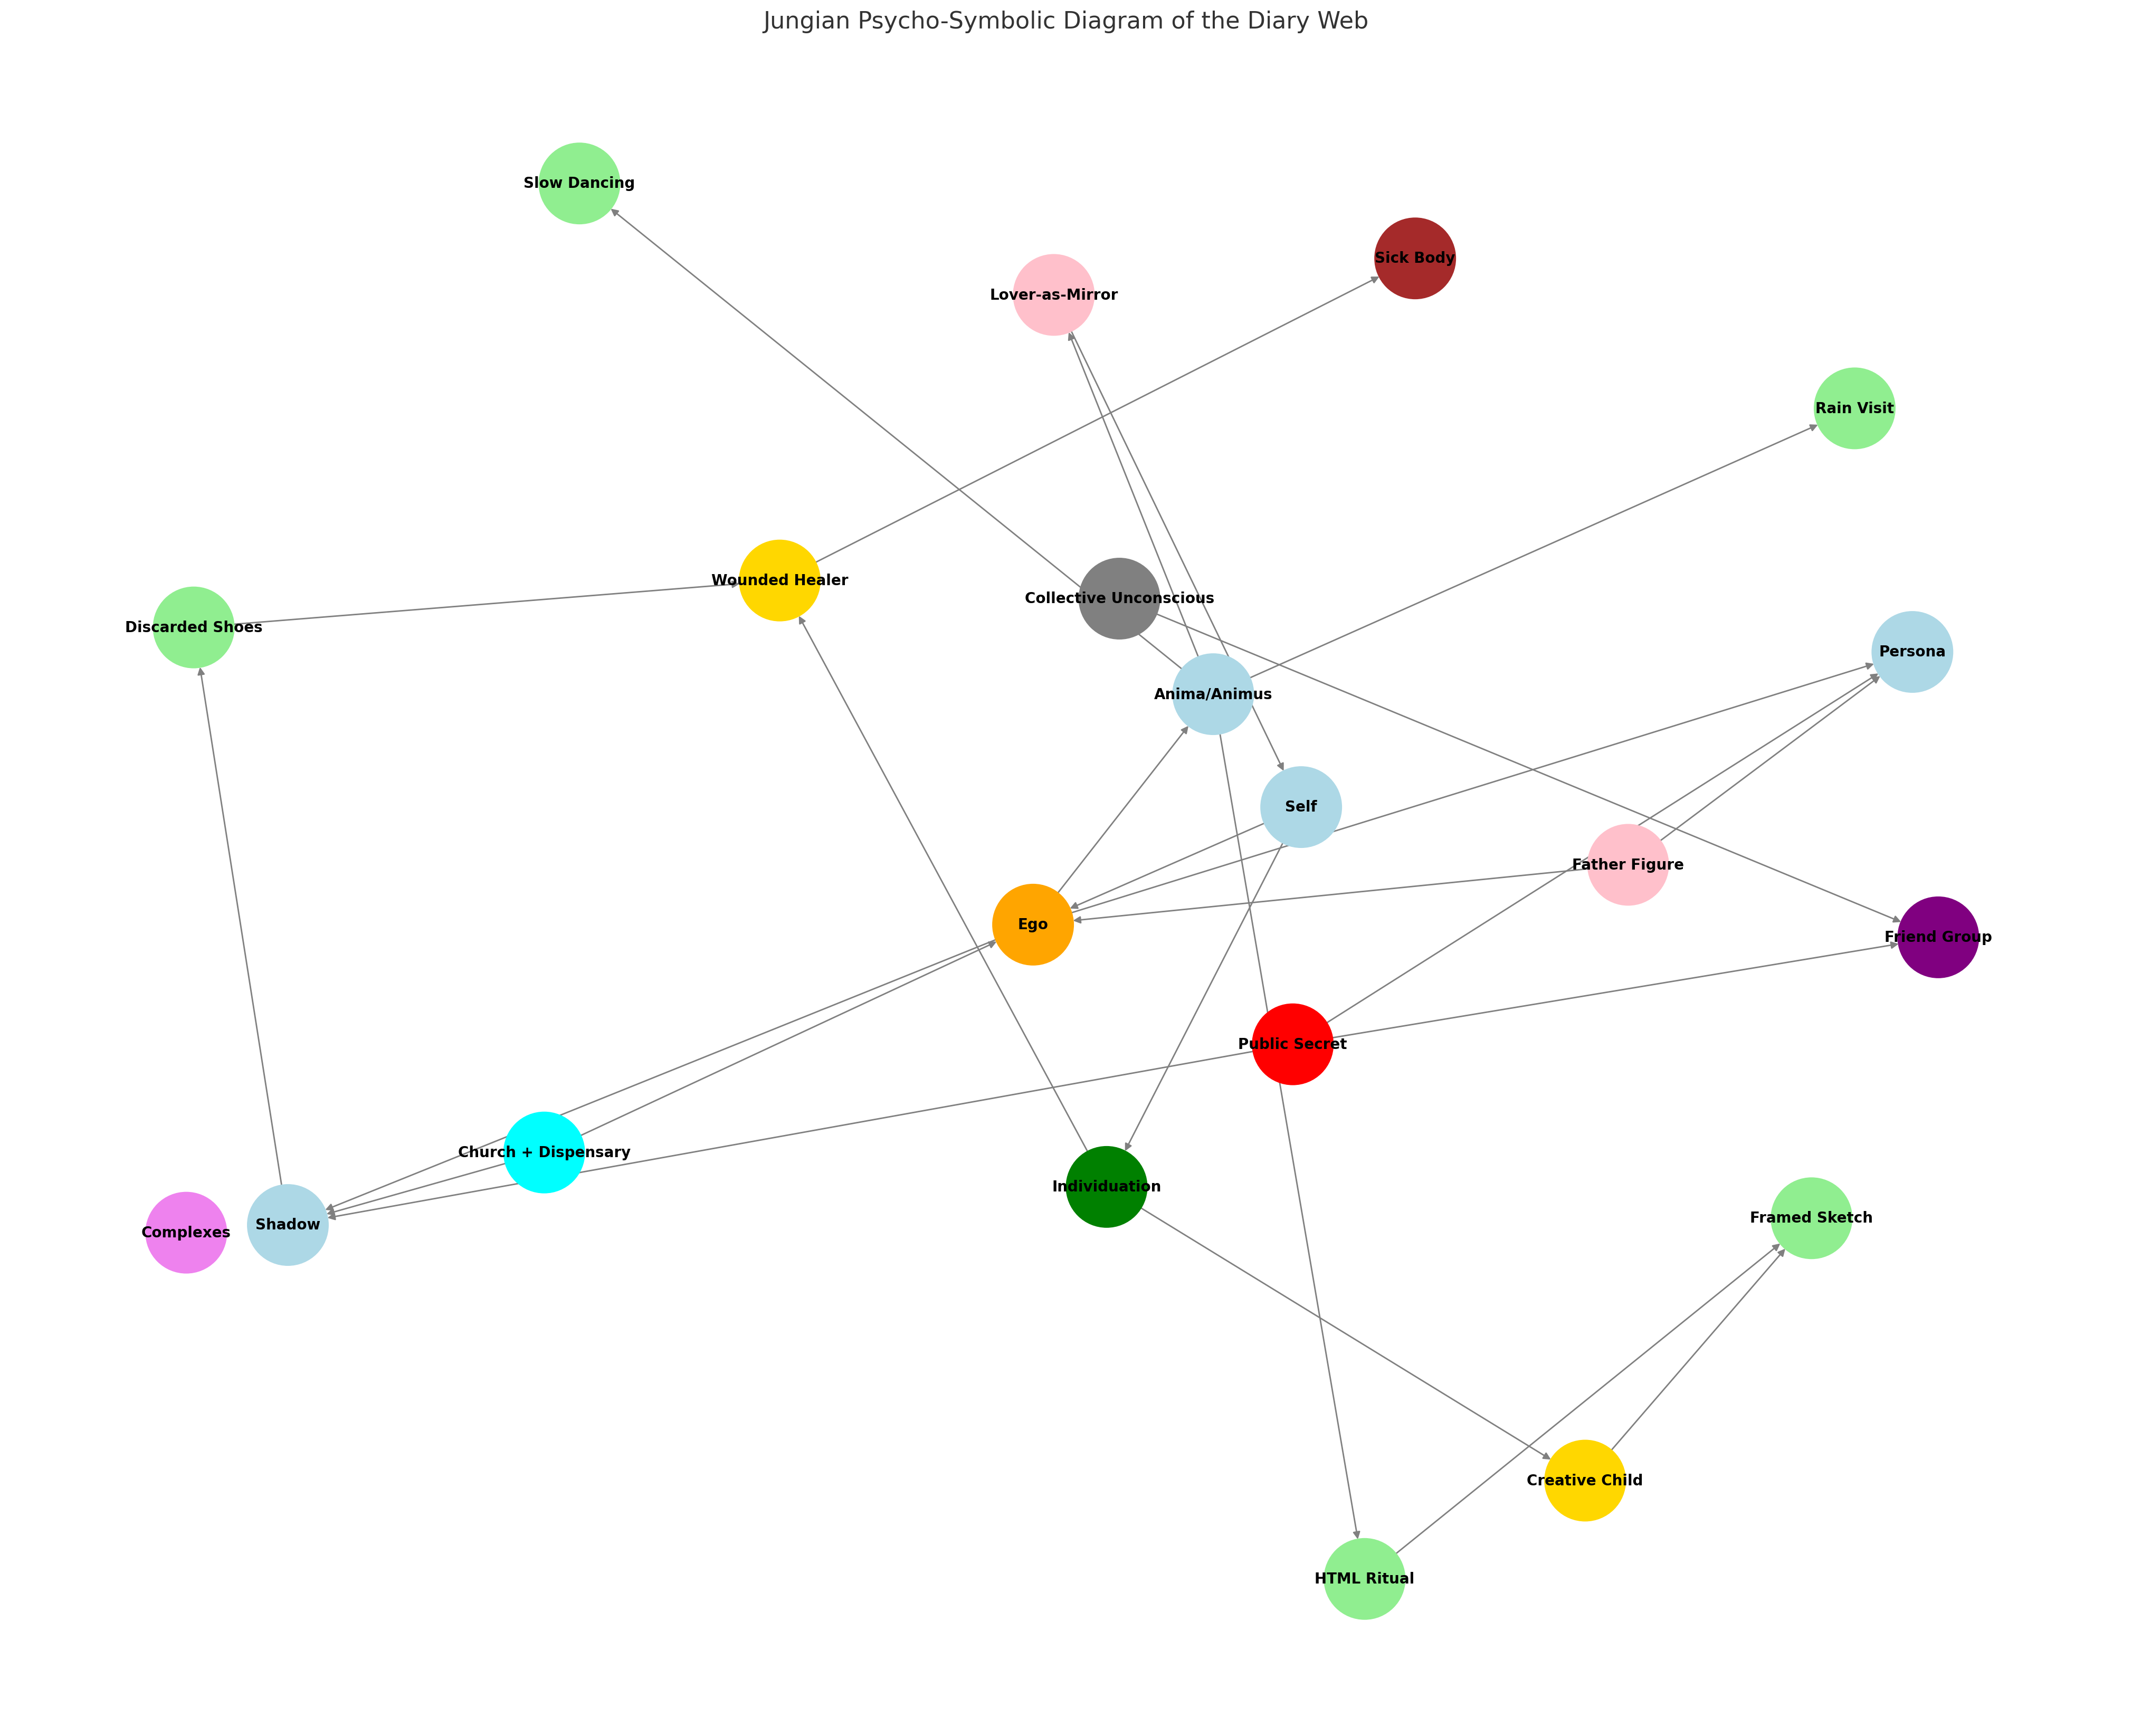 Jungian Psycho-Symbolic Diagram of the Diary Web
Slow Dancing
Sick Body
Lover-as-Mirror
Rain Visit
Wounded Healer
Collective Unconscious
Discarded Shoes
Persona
Anima/Animus
Self
Father Figure
Ego
Friend Group
Public Secret
Church + Dispensary
Individuation
Framed Sketch
Shadow
Complexes
Creative Child
HTML Ritual